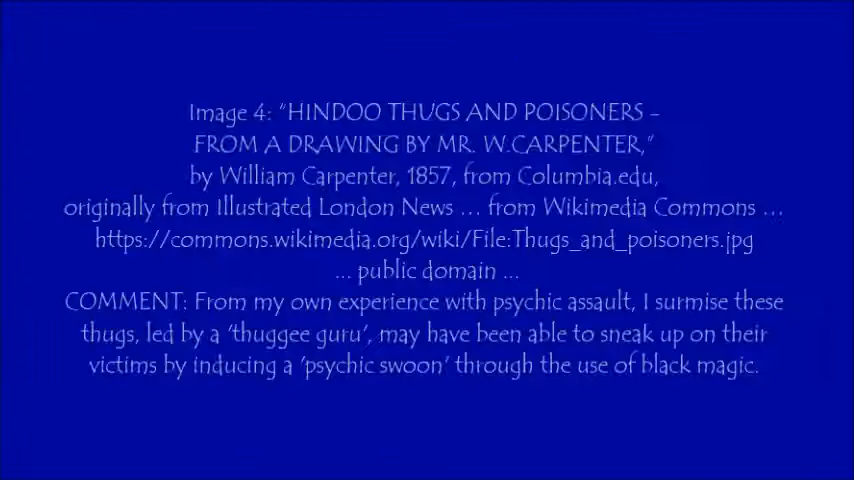 Image 4: “HINDOO THUGS AND POISONERS –
FROM A DRAWING BY MR. W.CARPENTER,”
by William Carpenter, 1857, from Columbia.edu,
originally from Illustrated London News ... from Wikimedia Commons ...
https://commons.wikimedia.org/wiki/File:Thugs_and_poisoners.jpg
... public domain ...
COMMENT: From my own experience with psychic assault, I surmise these
thugs, led by a ‘thuggee guru’, may have been able to sneak up on their
victims by inducing a ‘psychic swoon’ through the use of black magic.